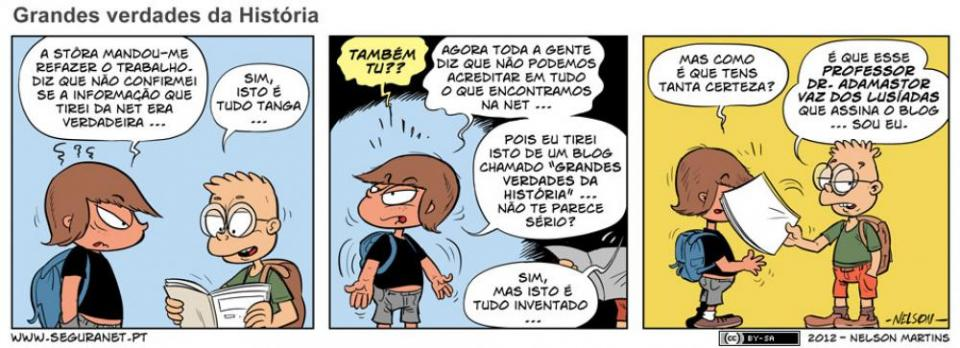 Grandes verdades da História
A STÔRA MANDOU-ME
REFAZER O TRABALHO.
DIZ QUE NÃO CONFIRMEI
SE A INFORMAÇÃO QUE
TIREI DA NET ERA
VERDADEIRA ...
SIM,
ISTO É
TUDO TANGA
...
TAMBÉM
TU??
AGORA TODA A GENTE
DIZ QUE NÃO PODEMOS
ACREDITAR EM TUDO
O QUE ENCONTRAMOS
NA NET ...
POIS EU TIREI
ISTO DE UM BLOG
CHAMADO "GRANDES
VERDADES DA
HISTÓRIA" ...
NÃO TE PARECE
SÉRIO?
SIM,
MAS ISTO É
TUDO INVENTADO
...
MAS COMO
É QUE TENS
TANTA CERTEZA?
É QUE ESSE
PROFESSOR
DR. ADAMASTOR
VAZ DOS LUSÍADAS
QUE ASSINA O BLOG
... SOU EU.
-NELSON-
WWW.SEGURANET.PT
CC BY-SA
2012 - NELSON MARTINS